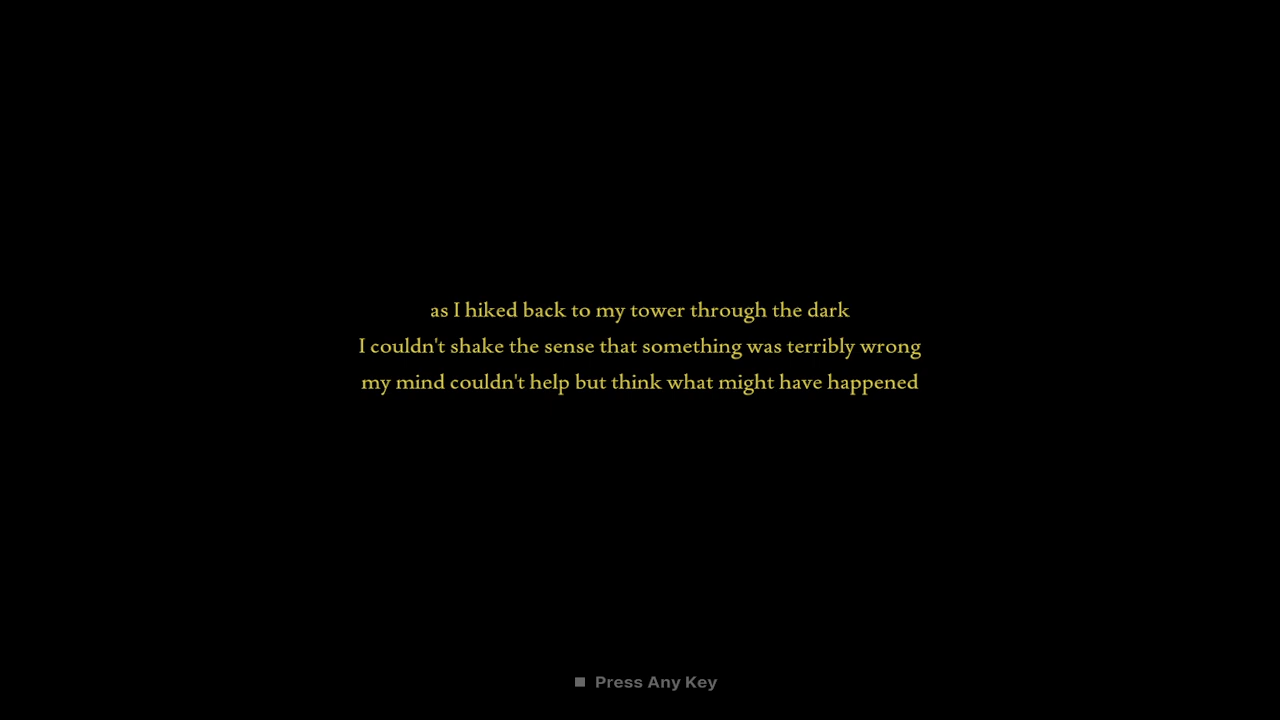 as I hiked back to my tower through the dark
I couldn't shake the sense that something was terribly wrong
my mind couldn't help but think what might have happened
Press Any Key